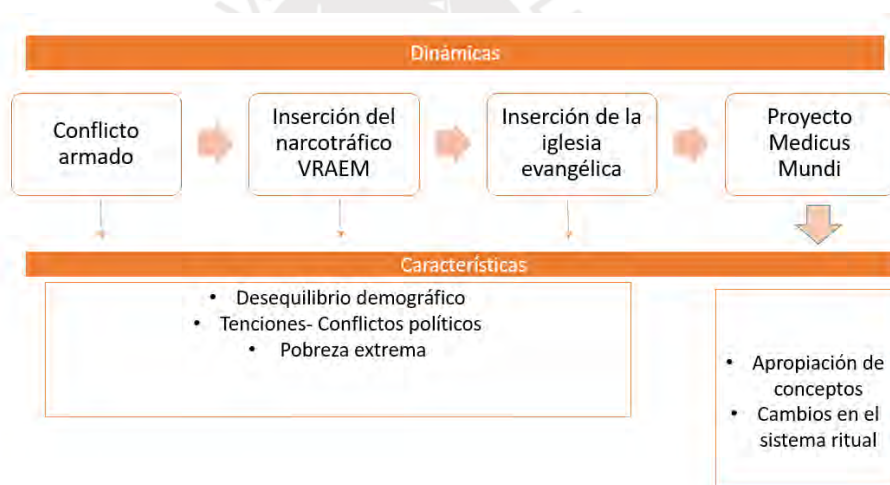 Dinámicas
Conflicto
armado
Inserción del
narcotráfico
VRAEM
Inserción de la
iglesia
evangélica
Proyecto
Medicus
Mundi
Características
• Desequilibrio demográfico
• Tenciones- Conflictos políticos
• Pobreza extrema
• Apropiación de
conceptos
• Cambios en el
sistema ritual